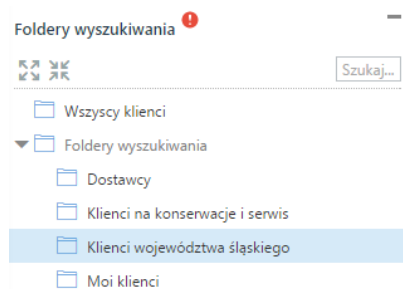 Foldery wyszukiwania !
Szukaj...
Wszyscy klienci
Foldery wyszukiwania
Dostawcy
Klienci na konserwacje i serwis
Klienci województwa śląskiego
Moi klienci